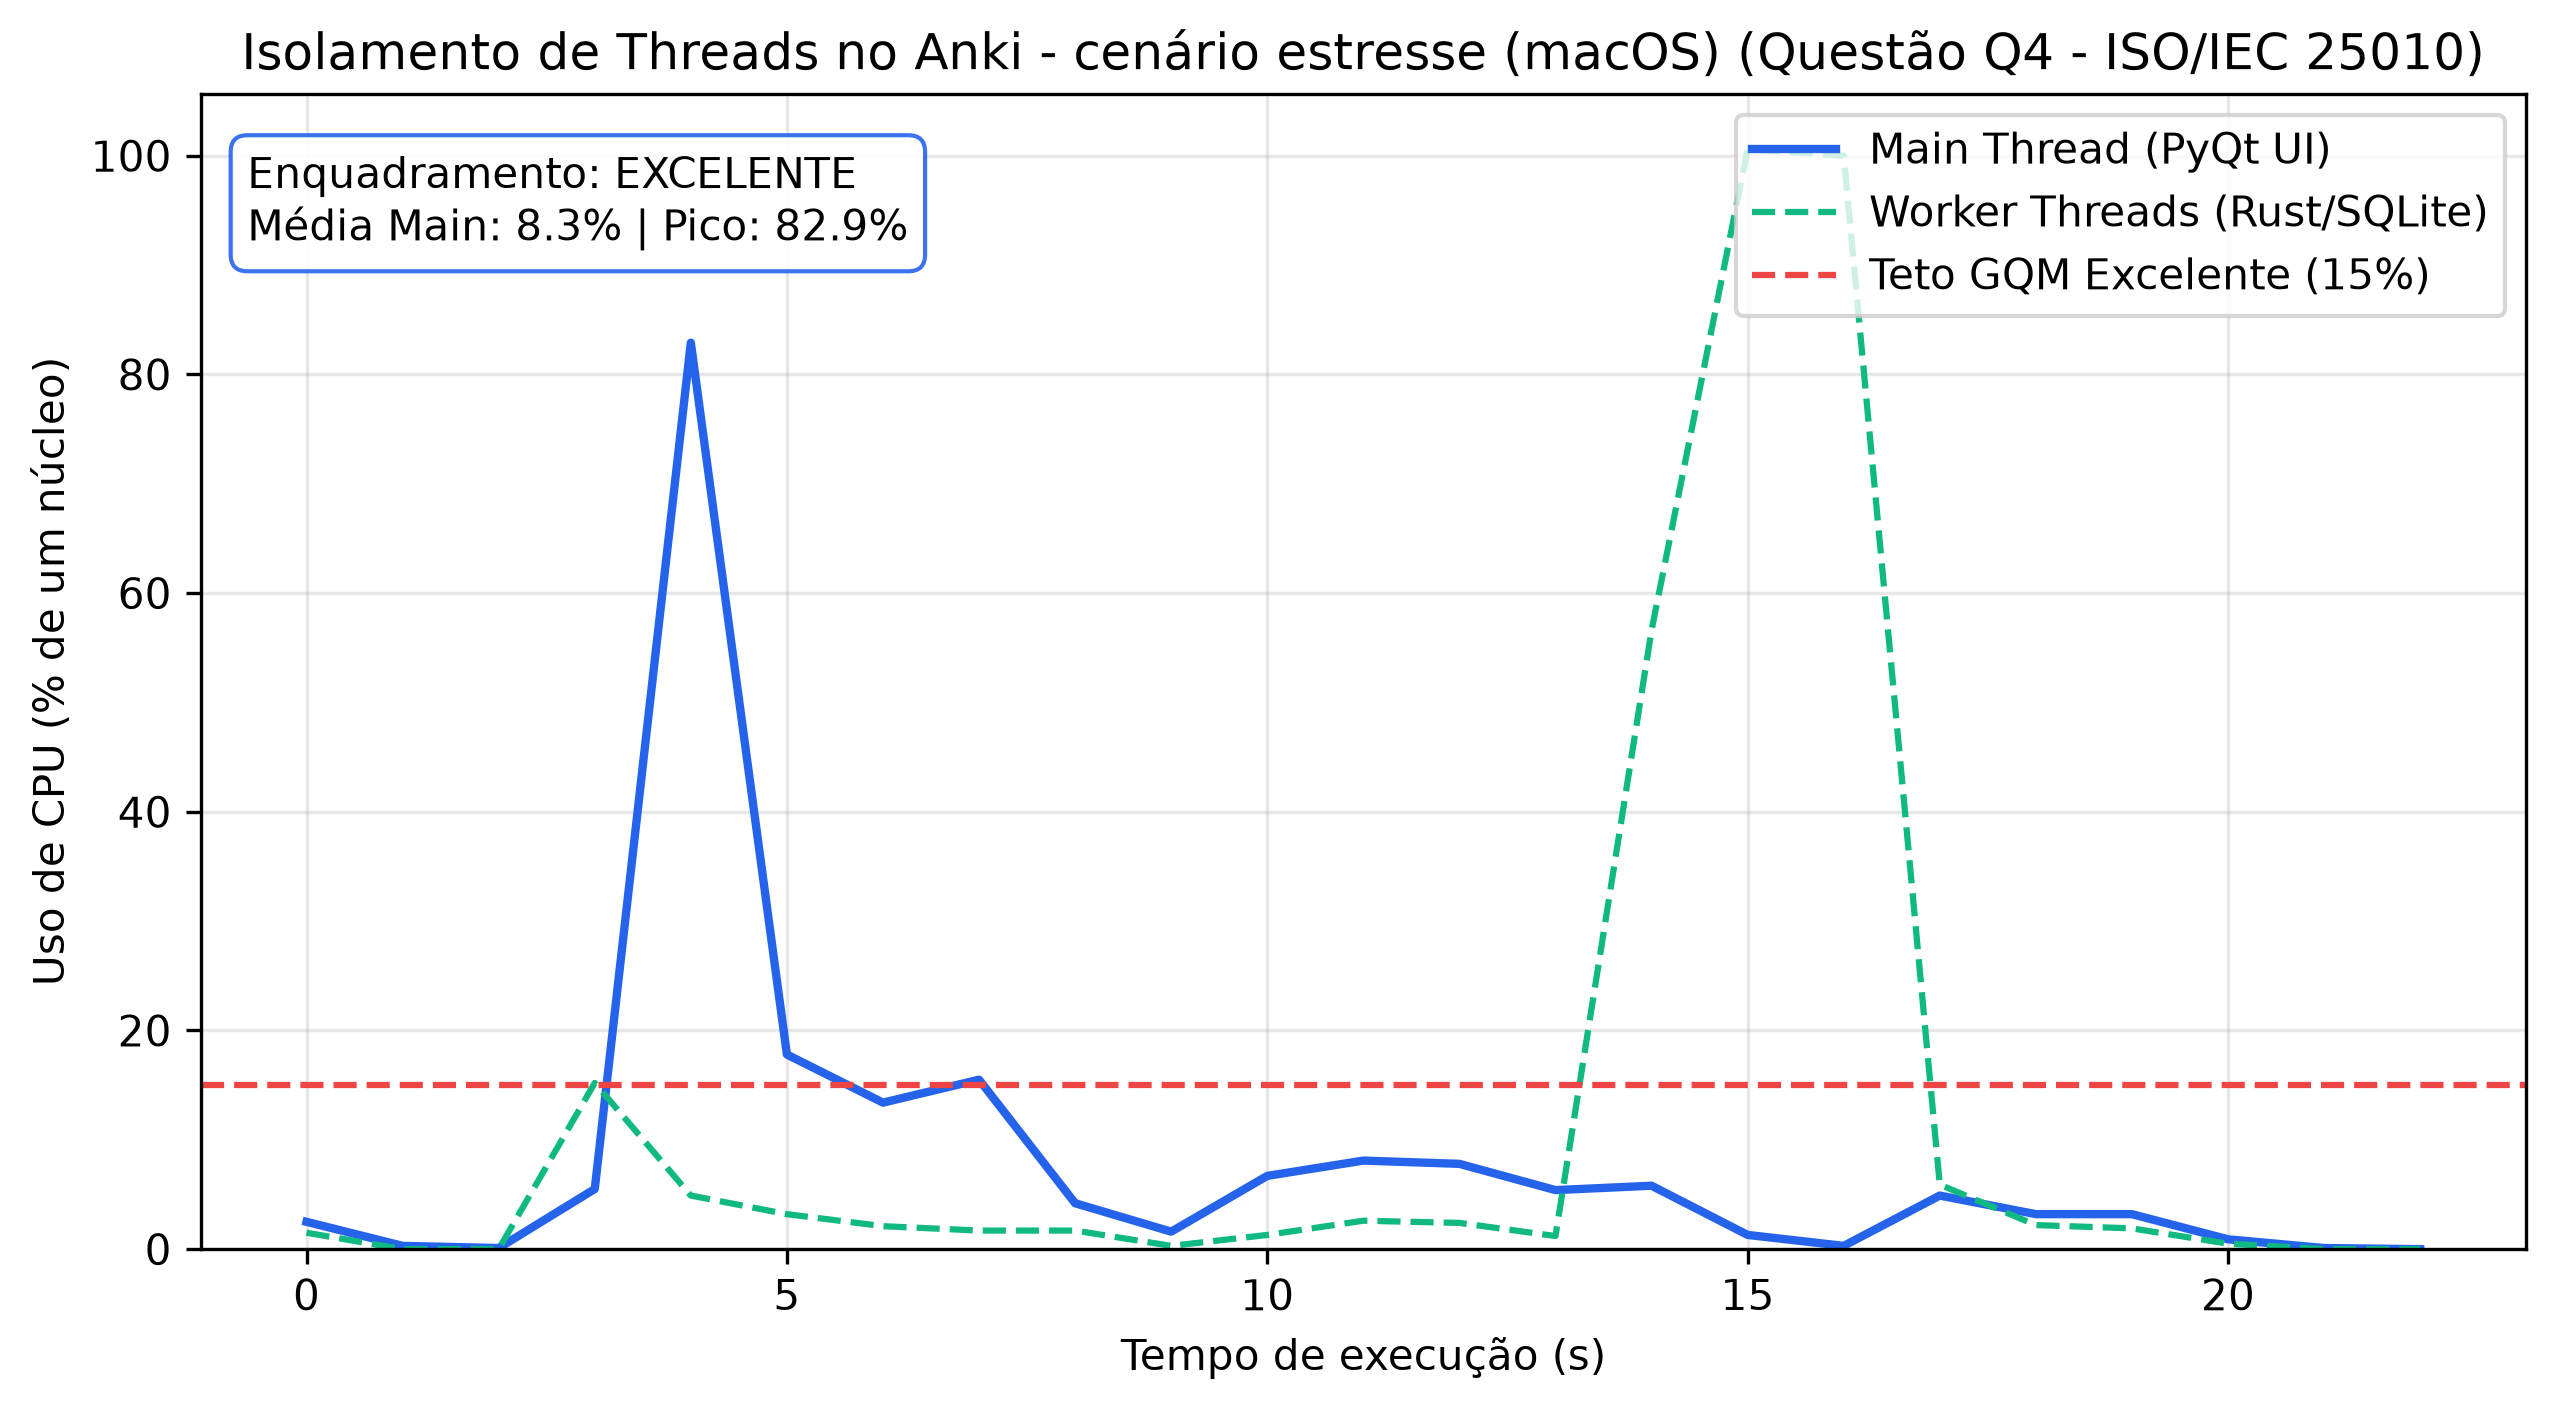 Isolamento de Threads no Anki - cenário estresse (macOS) (Questão Q4 - ISO/IEC 25010)
Enquadramento: EXCELENTE
Média Main: 8.3% | Pico: 82.9%
Main Thread (PyQt UI)
Worker Threads (Rust/SQLite)
Teto GQM Excelente (15%)
Uso de CPU (% de um núcleo)
100
80
60
40
20
0
0 5 10 15 20
Tempo de execução (s)